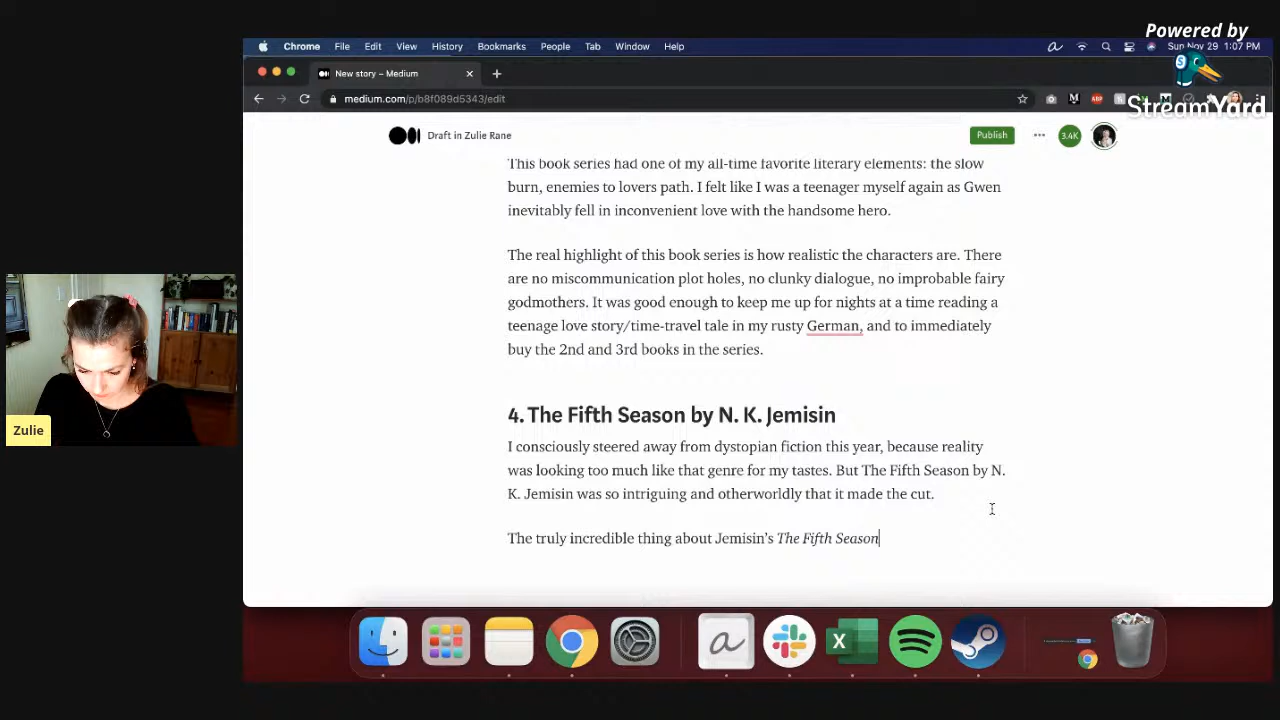 Powered by
StreamYard
Chrome File Edit View History Bookmarks People Tab Window Help Sun Nov 29 1:07 PM
New story – Medium
medium.com/p/b8f089d5343/edit
Draft in Zulie Rane Publish 3.4K
This book series had one of my all-time favorite literary elements: the slow
burn, enemies to lovers path. I felt like I was a teenager myself again as Gwen
inevitably fell in inconvenient love with the handsome hero.
The real highlight of this book series is how realistic the characters are. There
are no miscommunication plot holes, no clunky dialogue, no improbable fairy
godmothers. It was good enough to keep me up for nights at a time reading a
teenage love story/time-travel tale in my rusty German, and to immediately
buy the 2nd and 3rd books in the series.
4. The Fifth Season by N. K. Jemisin
I consciously steered away from dystopian fiction this year, because reality
was looking too much like that genre for my tastes. But The Fifth Season by N.
K. Jemisin was so intriguing and otherworldly that it made the cut.
The truly incredible thing about Jemisin’s The Fifth Season
Zulie